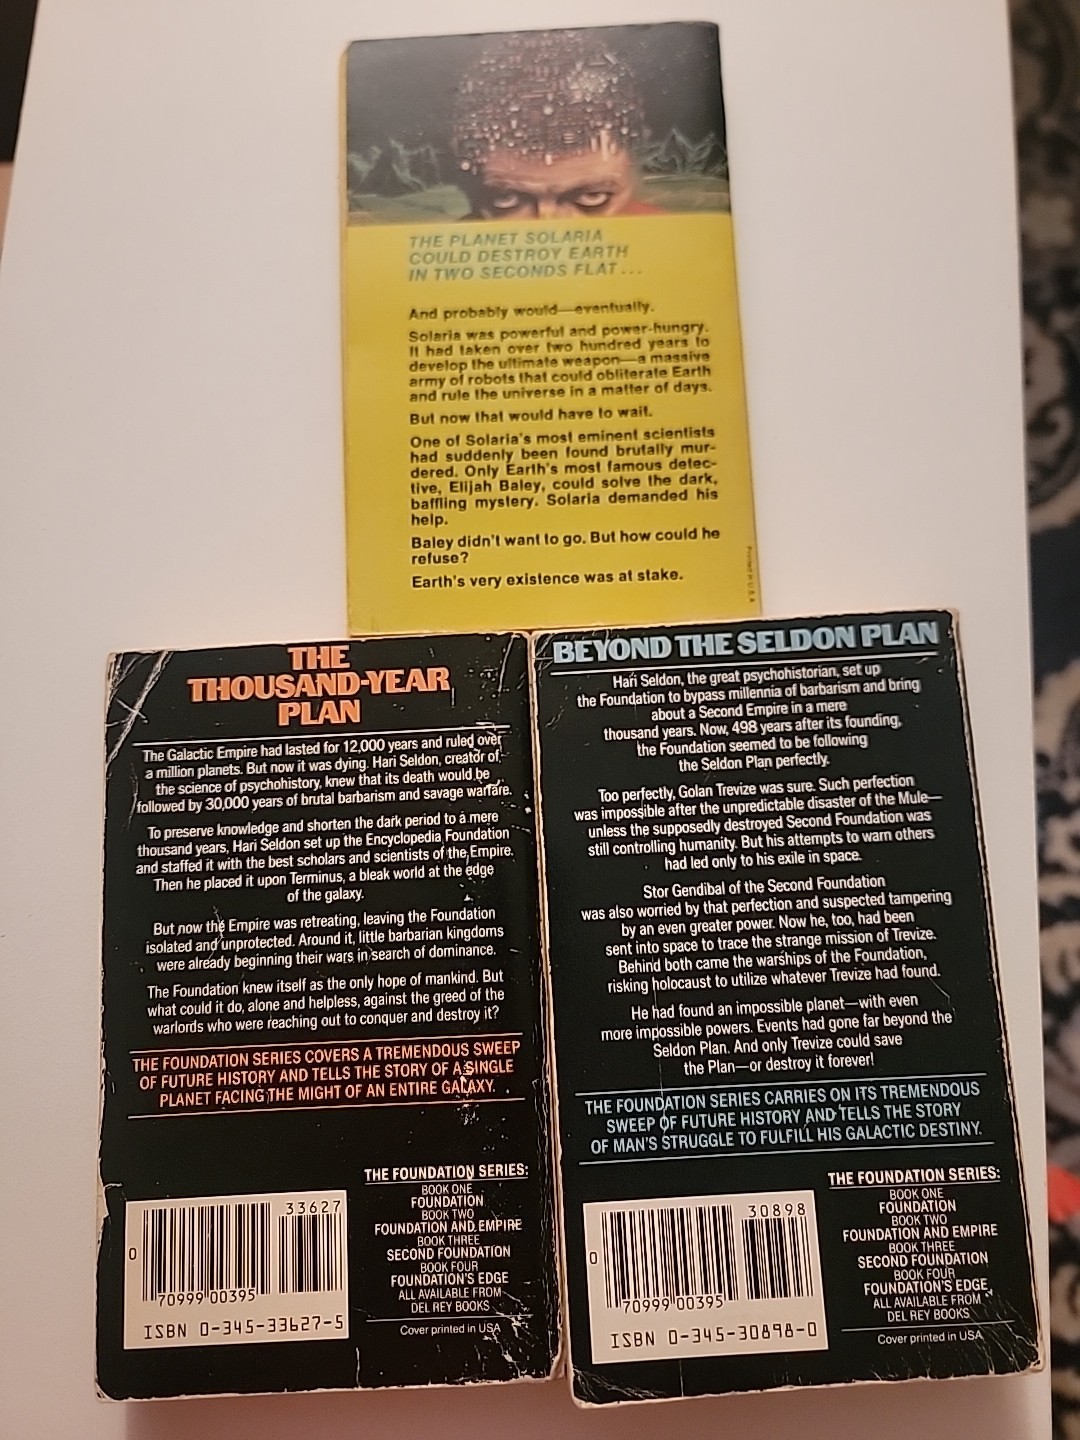 THE PLANET SOLARIA
COULD DESTROY EARTH
IN TWO SECONDS FLAT...
And probably would—eventually.
Solaria was powerful and power-hungry.
It had taken over two hundred years to
develop the ultimate weapon—a massive
army of robots that could obliterate Earth
and rule the universe in a matter of days.
But now that would have to wait.
One of Solaria's most eminent scientists
had suddenly been found brutally mur-
dered. Only Earth's most famous detec-
tive, Elijah Baley, could solve the dark,
baffling mystery. Solaria demanded his
help.
Baley didn't want to go. But how could he
refuse?
Earth's very existence was at stake.
Printed in U.S.A.
THE
THOUSAND-YEAR
PLAN
The Galactic Empire had lasted for 12,000 years and ruled over
a million planets. But now it was dying. Hari Seldon, creator of
the science of psychohistory, knew that its death would be
followed by 30,000 years of brutal barbarism and savage warfare.
To preserve knowledge and shorten the dark period to a mere
thousand years, Hari Seldon set up the Encyclopedia Foundation
and staffed it with the best scholars and scientists of the Empire.
Then he placed it upon Terminus, a bleak world at the edge
of the galaxy.
But now the Empire was retreating, leaving the Foundation
isolated and unprotected. Around it, little barbarian kingdoms
were already beginning their wars in search of dominance.
The Foundation knew itself as the only hope of mankind. But
what could it do, alone and helpless, against the greed of the
warlords who were reaching out to conquer and destroy it?
THE FOUNDATION SERIES COVERS A TREMENDOUS SWEEP
OF FUTURE HISTORY AND TELLS THE STORY OF A SINGLE
PLANET FACING THE MIGHT OF AN ENTIRE GALAXY.
THE FOUNDATION SERIES:
BOOK ONE
FOUNDATION
BOOK TWO
FOUNDATION AND EMPIRE
BOOK THREE
SECOND FOUNDATION
BOOK FOUR
FOUNDATION'S EDGE
ALL AVAILABLE FROM
DEL REY BOOKS
Cover printed in USA
33627
0
70999 00395
ISBN 0-345-33627-5
BEYOND THE SELDON PLAN
Hari Seldon, the great psychohistorian, set up
the Foundation to bypass millennia of barbarism and bring
about a Second Empire in a mere
thousand years. Now, 498 years after its founding,
the Foundation seemed to be following
the Seldon Plan perfectly.
Too perfectly, Golan Trevize was sure. Such perfection
was impossible after the unpredictable disaster of the Mule—
unless the supposedly destroyed Second Foundation was
still controlling humanity. But his attempts to warn others
had led only to his exile in space.
Stor Gendibal of the Second Foundation
was also worried by that perfection and suspected tampering
by an even greater power. Now he, too, had been
sent into space to trace the strange mission of Trevize.
Behind both came the warships of the Foundation,
risking holocaust to utilize whatever Trevize had found.
He had found an impossible planet—with even
more impossible powers. Events had gone far beyond the
Seldon Plan. And only Trevize could save
the Plan—or destroy it forever!
THE FOUNDATION SERIES CARRIES ON ITS TREMENDOUS
SWEEP OF FUTURE HISTORY AND TELLS THE STORY
OF MAN'S STRUGGLE TO FULFILL HIS GALACTIC DESTINY.
THE FOUNDATION SERIES:
BOOK ONE
FOUNDATION
BOOK TWO
FOUNDATION AND EMPIRE
BOOK THREE
SECOND FOUNDATION
BOOK FOUR
FOUNDATION'S EDGE
ALL AVAILABLE FROM
DEL REY BOOKS
Cover printed in USA
30898
0
70999 00395
ISBN 0-345-30898-0